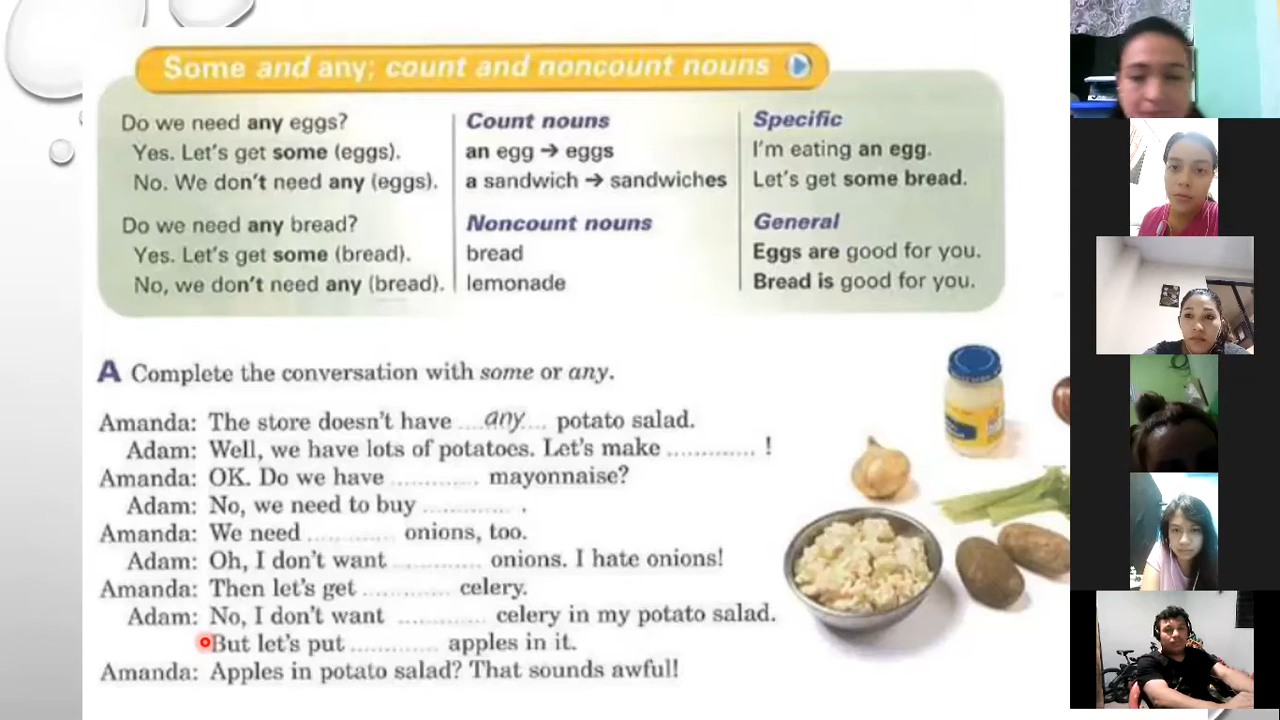 Some and any; count and noncount nouns
Do we need any eggs?
Yes. Let's get some (eggs).
No. We don't need any (eggs).
Do we need any bread?
Yes. Let's get some (bread).
No, we don't need any (bread).
Count nouns
an egg → eggs
a sandwich → sandwiches
Noncount nouns
bread
lemonade
Specific
I'm eating an egg.
Let's get some bread.
General
Eggs are good for you.
Bread is good for you.
A Complete the conversation with some or any.
Amanda: The store doesn't have ....any.... potato salad.
Adam: Well, we have lots of potatoes. Let's make ............. !
Amanda: OK. Do we have ............. mayonnaise?
Adam: No, we need to buy ............. .
Amanda: We need ............. onions, too.
Adam: Oh, I don't want ............. onions. I hate onions!
Amanda: Then let's get ............. celery.
Adam: No, I don't want ............. celery in my potato salad.
But let's put ............. apples in it.
Amanda: Apples in potato salad? That sounds awful!